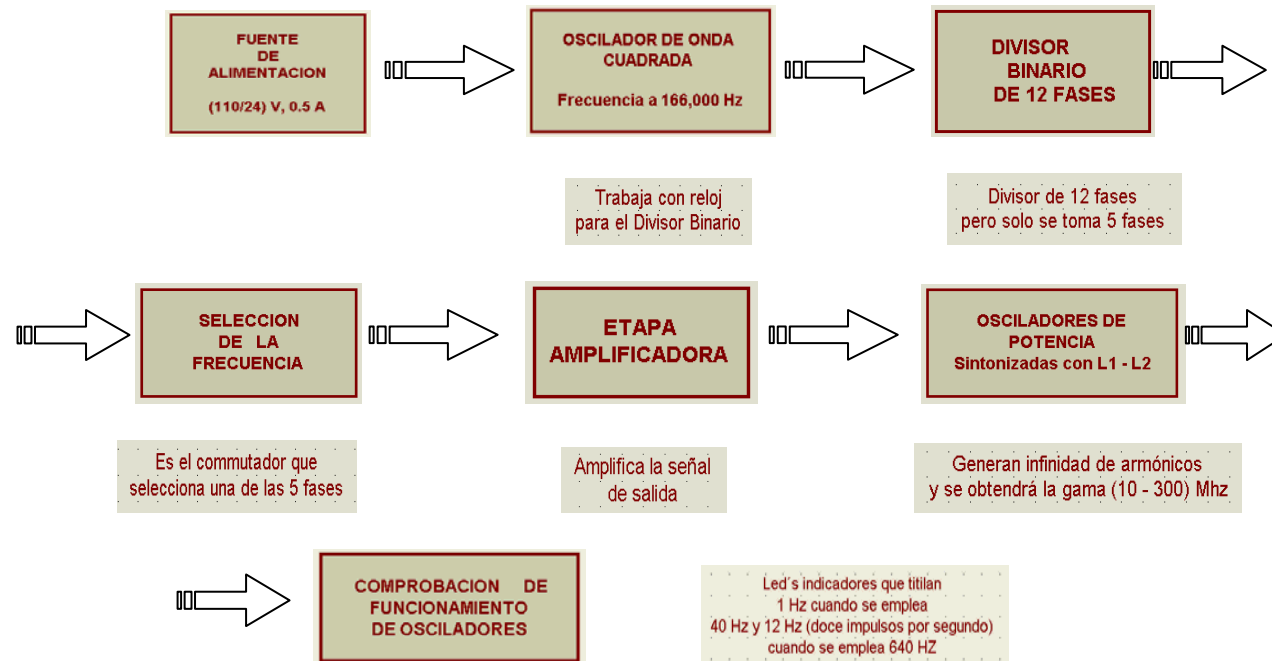 FUENTE
DE
ALIMENTACION
(110/24) V, 0.5 A
OSCILADOR DE ONDA
CUADRADA
Frecuencia a 166,000 Hz
DIVISOR
BINARIO
DE 12 FASES
Trabaja con reloj
para el Divisor Binario
Divisor de 12 fases
pero solo se toma 5 fases
SELECCION
DE LA
FRECUENCIA
ETAPA
AMPLIFICADORA
OSCILADORES DE
POTENCIA
Sintonizadas con L1 - L2
Es el commutador que
selecciona una de las 5 fases
Amplifica la señal
de salida
Generan infinidad de armónicos
y se obtendrá la gama (10 - 300) Mhz
COMPROBACION DE
FUNCIONAMIENTO
DE OSCILADORES
Led´s indicadores que titilan
1 Hz cuando se emplea
40 Hz y 12 Hz (doce impulsos por segundo)
cuando se emplea 640 HZ